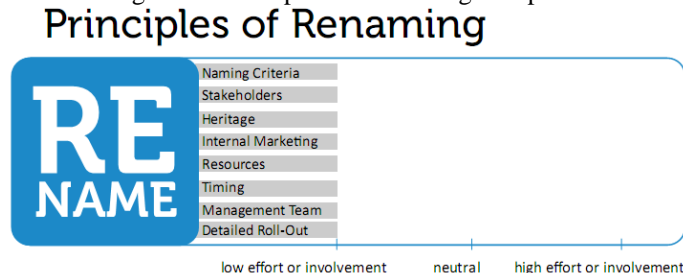 Principles of Renaming
RE
NAME
Naming Criteria
Stakeholders
Heritage
Internal Marketing
Resources
Timing
Management Team
Detailed Roll-Out
low effort or involvement neutral high effort or involvement